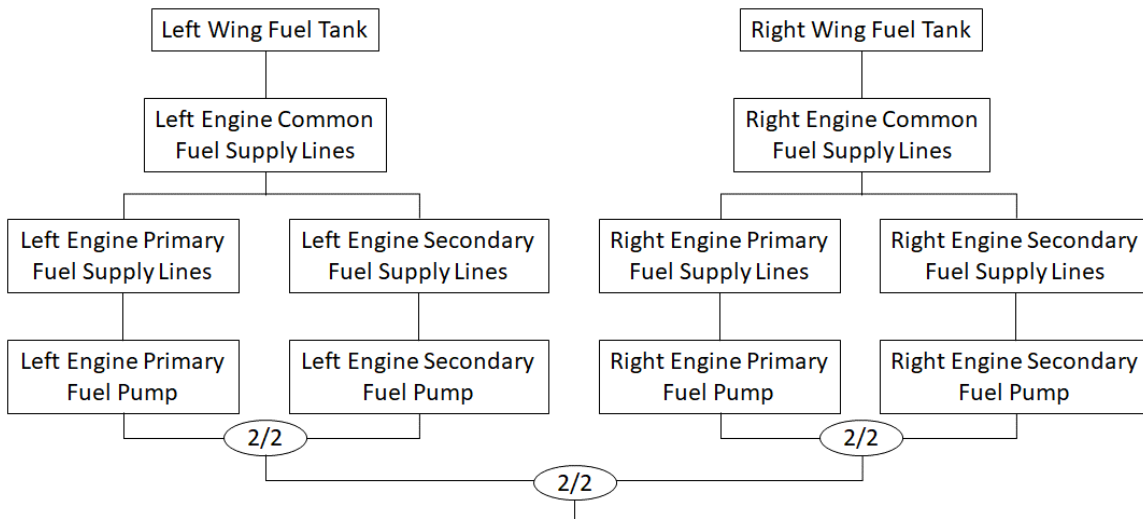 Left Wing Fuel Tank
Right Wing Fuel Tank
Left Engine Common
Fuel Supply Lines
Right Engine Common
Fuel Supply Lines
Left Engine Primary
Fuel Supply Lines
Left Engine Secondary
Fuel Supply Lines
Right Engine Primary
Fuel Supply Lines
Right Engine Secondary
Fuel Supply Lines
Left Engine Primary
Fuel Pump
Left Engine Secondary
Fuel Pump
Right Engine Primary
Fuel Pump
Right Engine Secondary
Fuel Pump
2/2
2/2
2/2